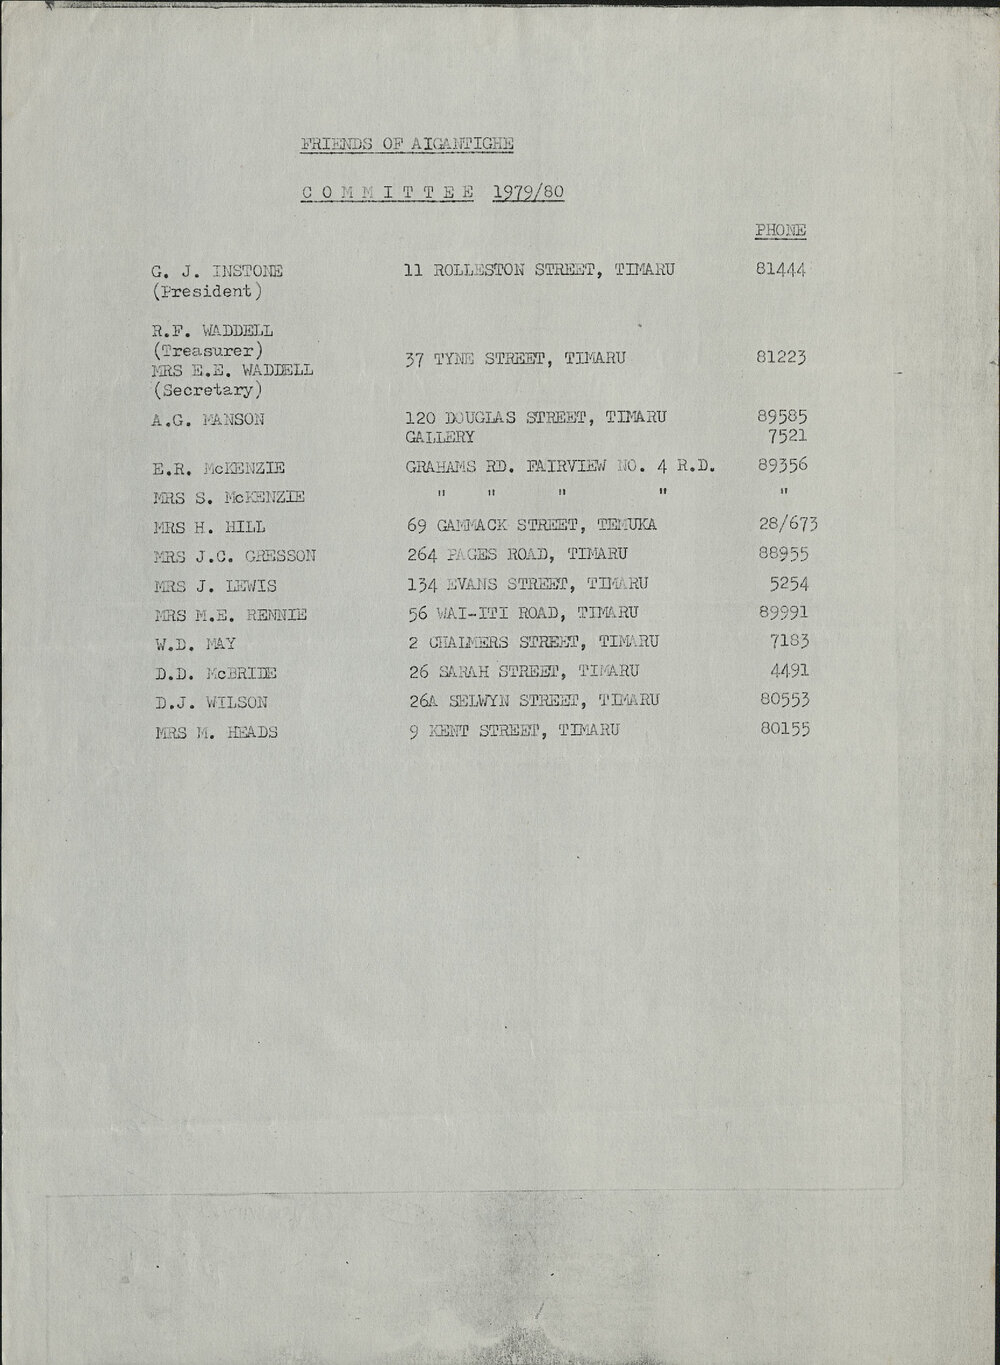 FRIENDS OF AIGANTIGHE
C O M M I T T E E 1979/80
PHONE
G. J. INSTONE 11 ROLLESTON STREET, TIMARU 81444
(President)
R.F. WADDELL
(Treasurer)
37 TYNE STREET, TIMARU 81223
MRS E.E. WADDELL
(Secretary)
A.G. MANSON 120 DOUGLAS STREET, TIMARU 89585
GALLERY 7521
E.R. McKENZIE GRAHAMS RD. FAIRVIEW NO. 4 R.D. 89356
MRS S. McKENZIE " " " " "
MRS H. HILL 69 GAMMACK STREET, TEMUKA 28/673
MRS J.C. GRESSON 264 PAGES ROAD, TIMARU 88955
MRS J. LEWIS 134 EVANS STREET, TIMARU 5254
MRS M.E. RENNIE 56 WAI-ITI ROAD, TIMARU 89991
W.D. MAY 2 CHALMERS STREET, TIMARU 7183
D.D. McBRIDE 26 SARAH STREET, TIMARU 4491
D.J. WILSON 26A SELWYN STREET, TIMARU 80553
MRS M. HEADS 9 KENT STREET, TIMARU 80155